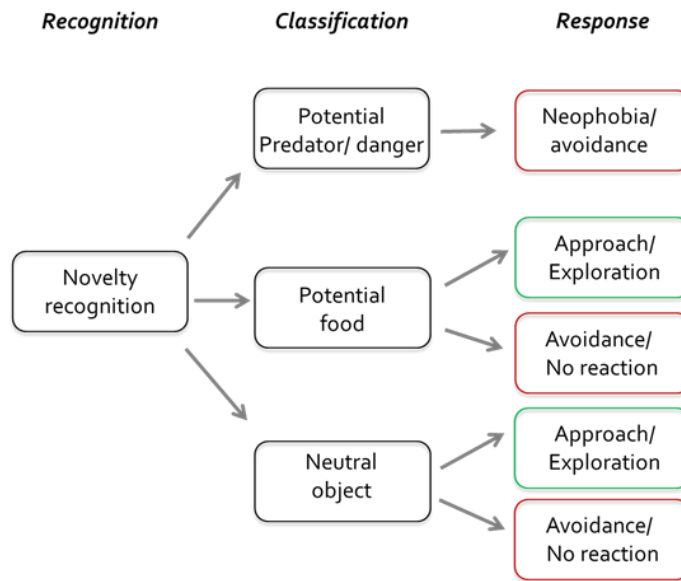 Recognition Classification Response
Potential
Predator/ danger
Neophobia/
avoidance
Novelty
recognition
Potential
food
Approach/
Exploration
Avoidance/
No reaction
Neutral
object
Approach/
Exploration
Avoidance/
No reaction